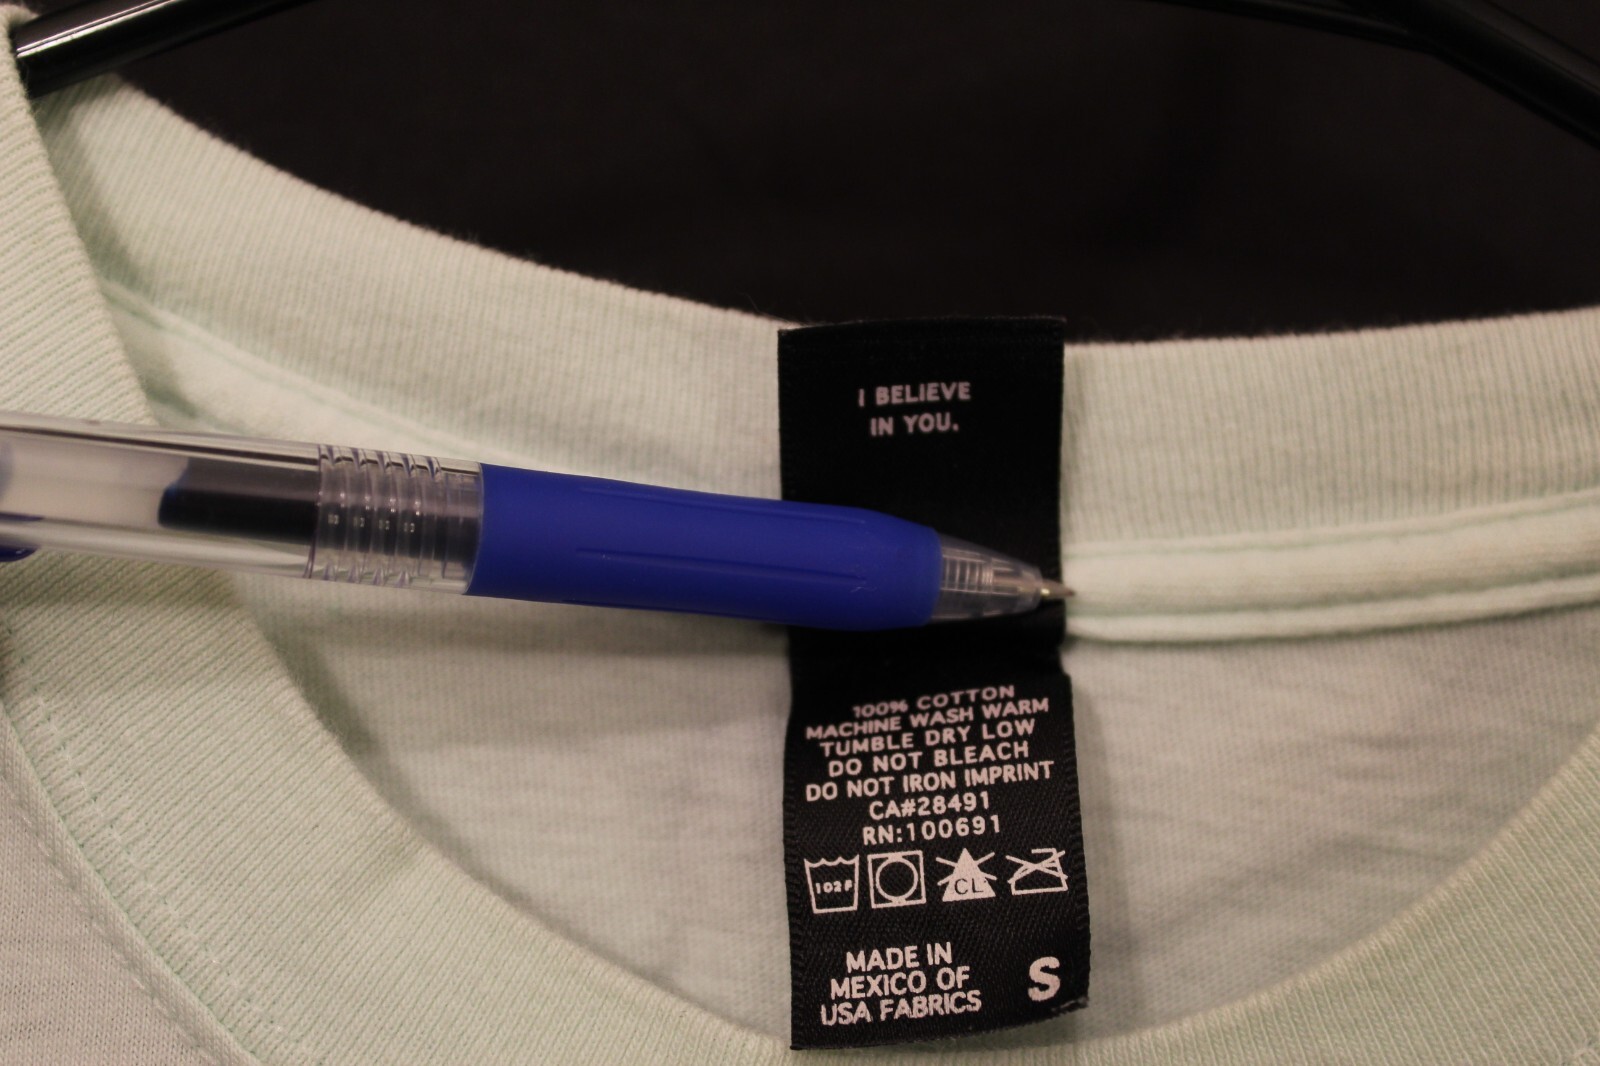 I BELIEVE
IN YOU.
100% COTTON
MACHINE WASH WARM
TUMBLE DRY LOW
DO NOT BLEACH
DO NOT IRON IMPRINT
CA#28491
RN:100691
102F
CL
MADE IN
MEXICO OF
USA FABRICS
S